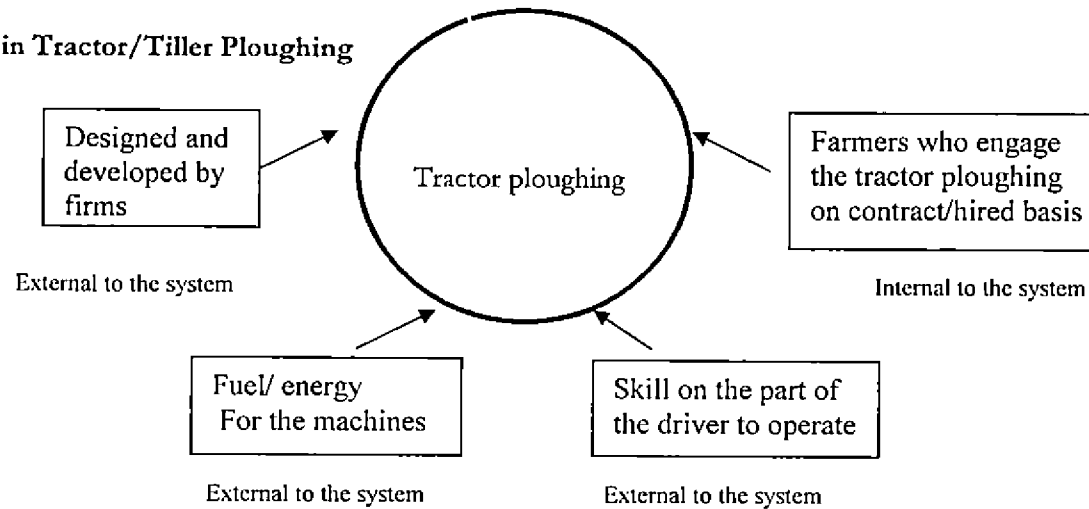 in Tractor/Tiller Ploughing
Designed and
developed by
firms
External to the system
Tractor ploughing
Farmers who engage
the tractor ploughing
on contract/hired basis
Internal to the system
Fuel/ energy
For the machines
External to the system
Skill on the part of
the driver to operate
External to the system